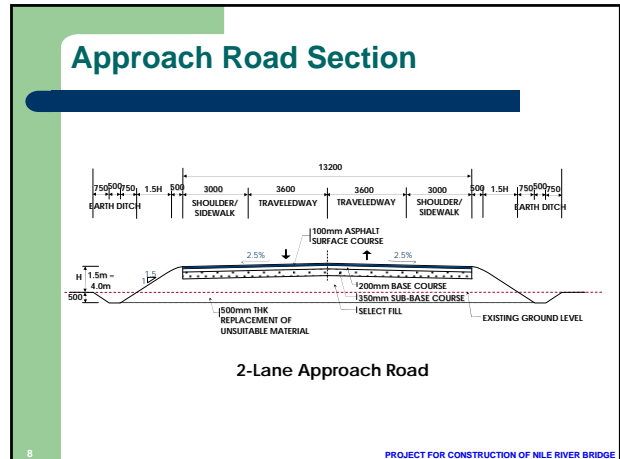 Approach Road Section
13200
750 500 750 1.5H 500 3000 3600 3600 3000 500 1.5H 750 500 750
EARTH DITCH SHOULDER/ TRAVELEDWAY TRAVELEDWAY SHOULDER/ EARTH DITCH
SIDEWALK SIDEWALK
100mm ASPHALT
SURFACE COURSE
2.5% 2.5%
H 1.5m – 1.5
4.0m 1
200mm BASE COURSE
350mm SUB-BASE COURSE
500
500mm THK SELECT FILL EXISTING GROUND LEVEL
REPLACEMENT OF
UNSUITABLE MATERIAL
2-Lane Approach Road
8 PROJECT FOR CONSTRUCTION OF NILE RIVER BRIDGE